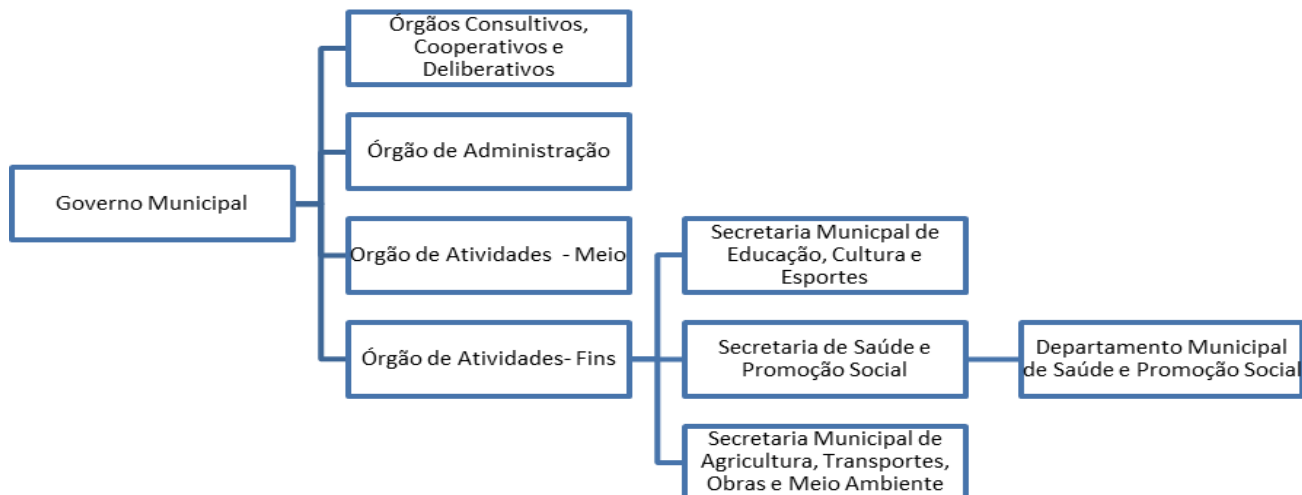 Órgãos Consultivos,
Cooperativos e
Deliberativos
Órgão de Administração
Governo Municipal
Orgão de Atividades - Meio
Órgão de Atividades- Fins
Secretaria Municpal de
Educação, Cultura e
Esportes
Secretaria de Saúde e
Promoção Social
Departamento Municipal
de Saúde e Promoção Social
Secretaria Municipal de
Agricultura, Transportes,
Obras e Meio Ambiente